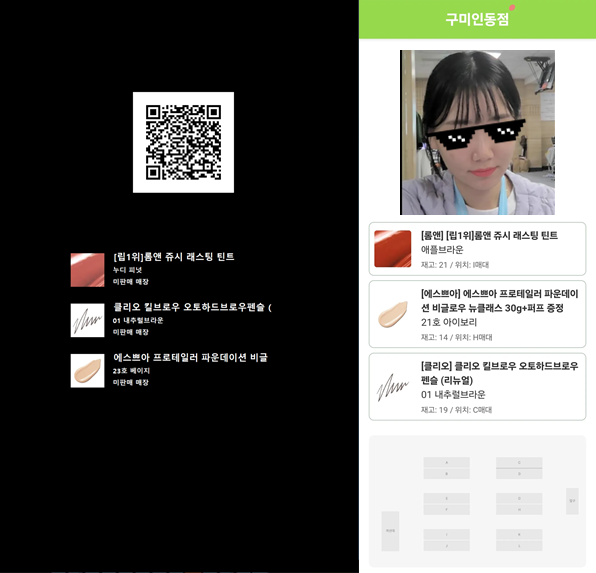 [립1위]롬앤 쥬시 래스팅 틴트
누디 피넛
미판매 매장
클리오 킬브로우 오토하드브로우펜슬 (
01 내추럴브라운
미판매 매장
에스쁘아 프로테일러 파운데이션 비글
23호 베이지
미판매 매장
구미인동점
[롬앤] [립1위]롬앤 쥬시 래스팅 틴트
애플브라운
재고: 21 / 위치: I매대
[에스쁘아] 에스쁘아 프로테일러 파운데이
션 비글로우 뉴클래스 30g+퍼프 증정
21호 아이보리
재고: 14 / 위치: H매대
[클리오] 클리오 킬브로우 오토하드브로우
펜슬 (리뉴얼)
01 내추럴브라운
재고: 19 / 위치: C매대